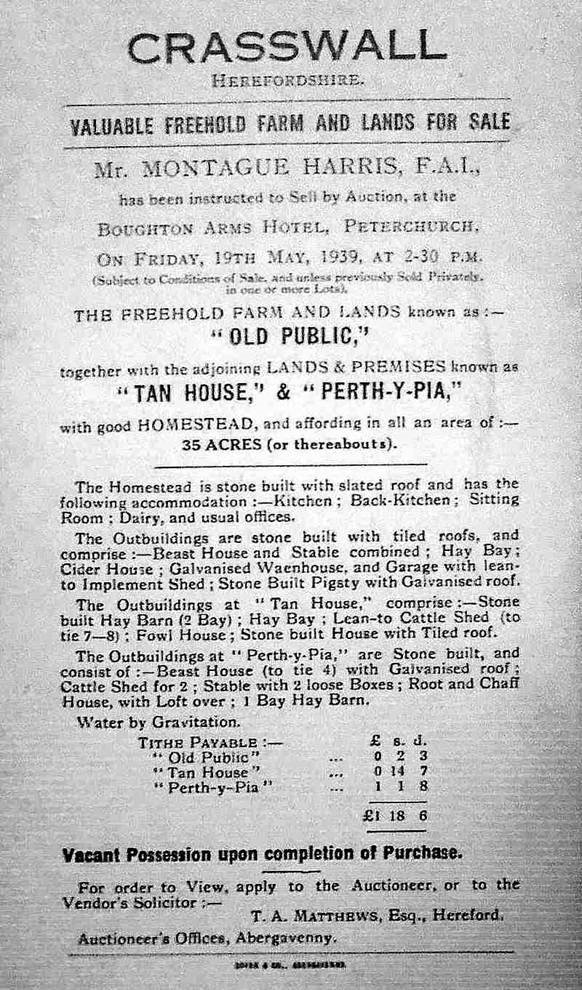 CRASSWALL
HEREFORDSHIRE.
VALUABLE FREEHOLD FARM AND LANDS FOR SALE
Mr. MONTAGUE HARRIS, F.A.I.,
has been instructed to Sell by Auction, at the
BOUGHTON ARMS HOTEL, PETERCHURCH,
ON FRIDAY, 19TH MAY, 1939, AT 2-30 P.M.
(Subject to Conditions of Sale, and unless previously Sold Privately,
in one or more Lots),
THE FREEHOLD FARM AND LANDS known as :—
“ OLD PUBLIC,”
together with the adjoining LANDS & PREMISES known as
“ TAN HOUSE,” & “ PERTH-Y-PIA,”
with good HOMESTEAD, and affording in all an area of :—
35 ACRES (or thereabouts).
The Homestead is stone built with slated roof and has the
following accommodation :—Kitchen ; Back-Kitchen ; Sitting
Room ; Dairy, and usual offices.
The Outbuildings are stone built with tiled roofs, and
comprise :—Beast House and Stable combined ; Hay Bay ;
Cider House ; Galvanised Waenhouse, and Garage with lean-
to Implement Shed ; Stone Built Pigsty with Galvanised roof.
The Outbuildings at “ Tan House,” comprise :—Stone
built Hay Barn (2 Bay) ; Hay Bay ; Lean-to Cattle Shed (to
tie 7—8) ; Fowl House ; Stone built House with Tiled roof.
The Outbuildings at “ Perth-y-Pia,” are Stone built, and
consist of :—Beast House (to tie 4) with Galvanised roof ;
Cattle Shed for 2 ; Stable with 2 loose Boxes ; Root and Chaff
House, with Loft over ; 1 Bay Hay Barn.
Water by Gravitation.
TITHE PAYABLE :— £ s. d.
“ Old Public” ... 0 2 3
“ Tan House” ... 0 14 7
“ Perth-y-Pia ” ... 1 1 8
£1 18 6
Vacant Possession upon completion of Purchase.
For order to View, apply to the Auctioneer, or to the
Vendor's Solicitor :—
T. A. MATTHEWS, Esq., Hereford.
Auctioneer's Offices, Abergavenny.